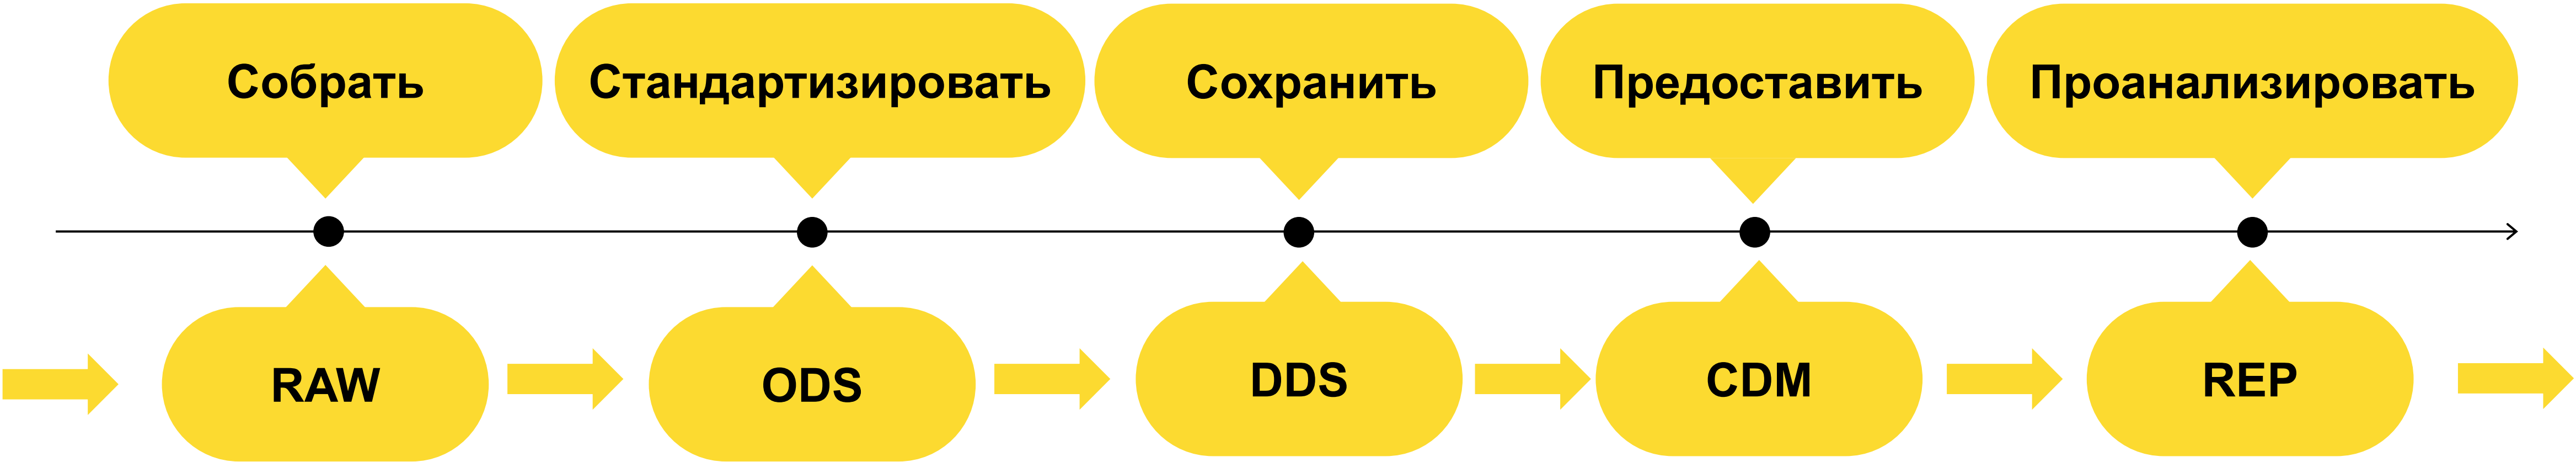 Собрать
Стандартизировать
Сохранить
Предоставить
Проанализировать
RAW
ODS
DDS
CDM
REP